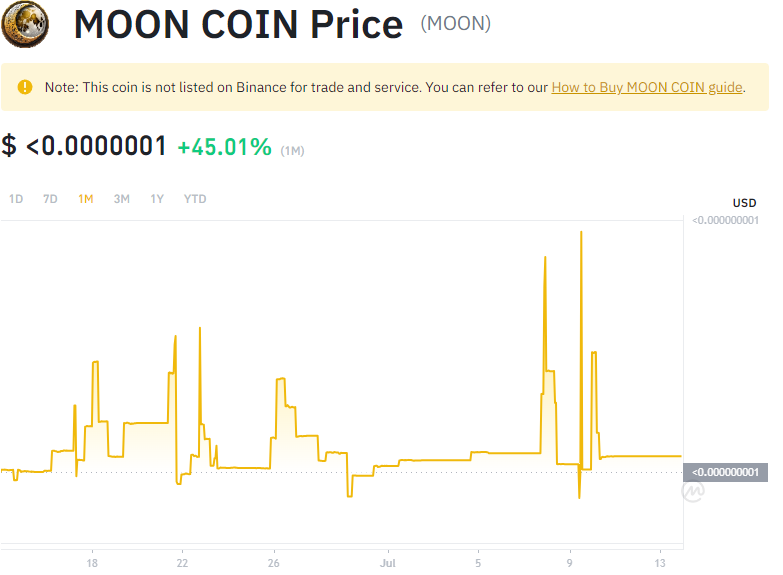 MOON COIN Price (MOON)
Note: This coin is not listed on Binance for trade and service. You can refer to our How to Buy MOON COIN guide.
$ <0.0000001 +45.01% (1M)
1D 7D 1M 3M 1Y YTD
USD
<0.000000001
<0.000000001
18 22 26 Jul 5 9 13